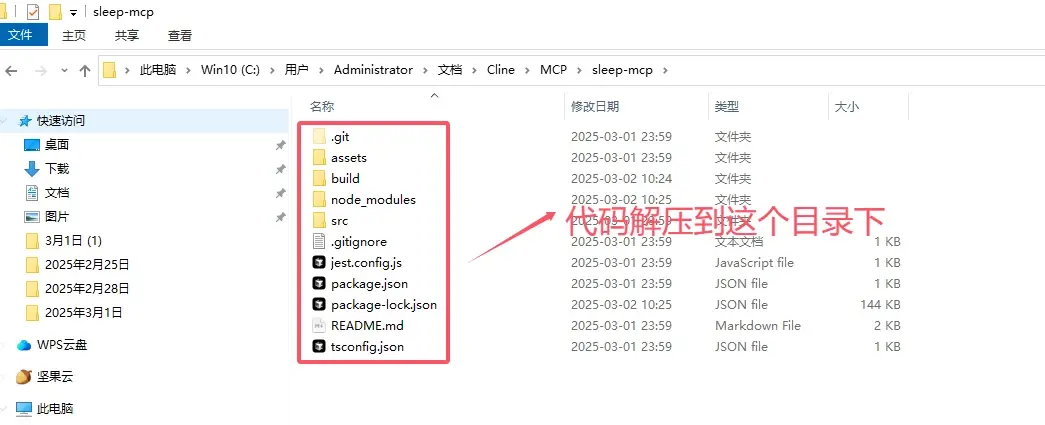 sleep-mcp
文件 主页 共享 查看
此电脑 > Win10 (C:) > 用户 > Administrator > 文档 > Cline > MCP > sleep-mcp >
名称 修改日期 类型 大小
快速访问
桌面
下载
文档
图片
3月1日 (1)
2025年2月25日
2025年2月28日
2025年3月1日
WPS云盘
坚果云
此电脑
.git 2025-03-01 23:59 文件夹
assets 2025-03-01 23:59 文件夹
build 2025-03-02 10:24 文件夹
node_modules 2025-03-02 10:25 文件夹
src 2025-03-01 23:59 文件夹
.gitignore 2025-03-01 23:59 文本文档 1 KB
jest.config.js 2025-03-01 23:59 JavaScript file 1 KB
package.json 2025-03-01 23:59 JSON file 1 KB
package-lock.json 2025-03-02 10:25 JSON file 144 KB
README.md 2025-03-01 23:59 Markdown File 2 KB
tsconfig.json 2025-03-01 23:59 JSON file 1 KB
代码解压到这个目录下